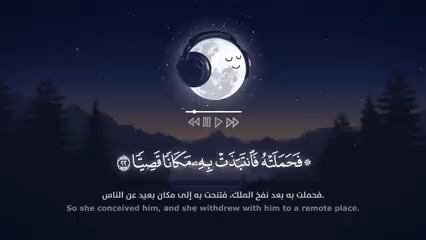 * فَحَمَلَتْهُ فَٱنتَبَذَتْ بِهِۦ مَكَانًا قَصِيًّا ٢٢
فحملت به بعد نفخ الملك، فتنحت به إلى مكان بعيد عن الناس.
So she conceived him, and she withdrew with him to a remote place.